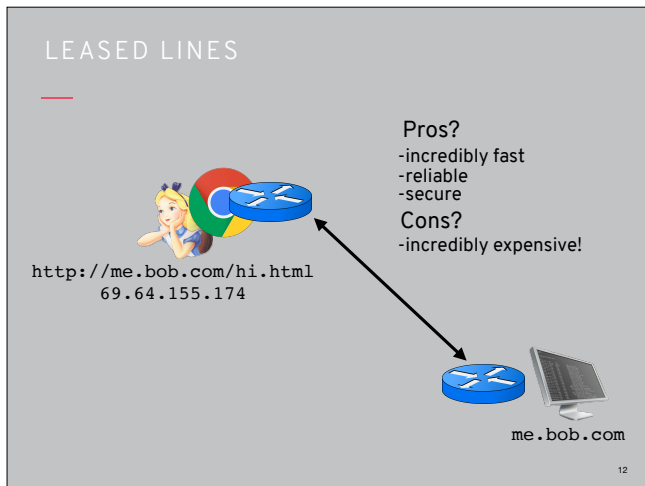 LEASED LINES
Pros?
-incredibly fast
-reliable
-secure
Cons?
-incredibly expensive!
http://me.bob.com/hi.html
69.64.155.174
me.bob.com
12